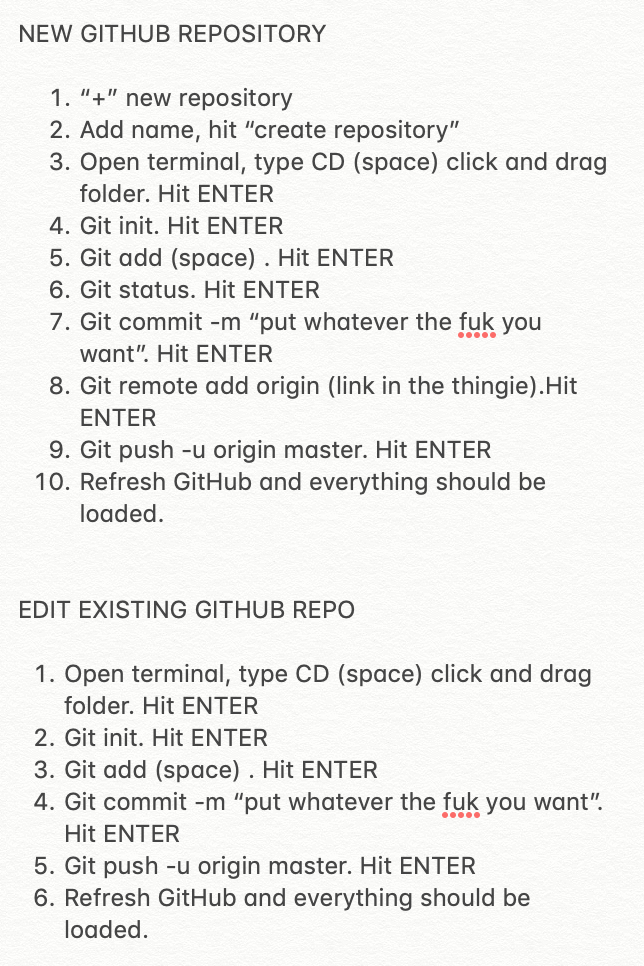 NEW GITHUB REPOSITORY
1. “+” new repository
2. Add name, hit “create repository”
3. Open terminal, type CD (space) click and drag
folder. Hit ENTER
4. Git init. Hit ENTER
5. Git add (space) . Hit ENTER
6. Git status. Hit ENTER
7. Git commit -m “put whatever the fuk you
want”. Hit ENTER
8. Git remote add origin (link in the thingie).Hit
ENTER
9. Git push -u origin master. Hit ENTER
10. Refresh GitHub and everything should be
loaded.
EDIT EXISTING GITHUB REPO
1. Open terminal, type CD (space) click and drag
folder. Hit ENTER
2. Git init. Hit ENTER
3. Git add (space) . Hit ENTER
4. Git commit -m “put whatever the fuk you want”.
Hit ENTER
5. Git push -u origin master. Hit ENTER
6. Refresh GitHub and everything should be
loaded.